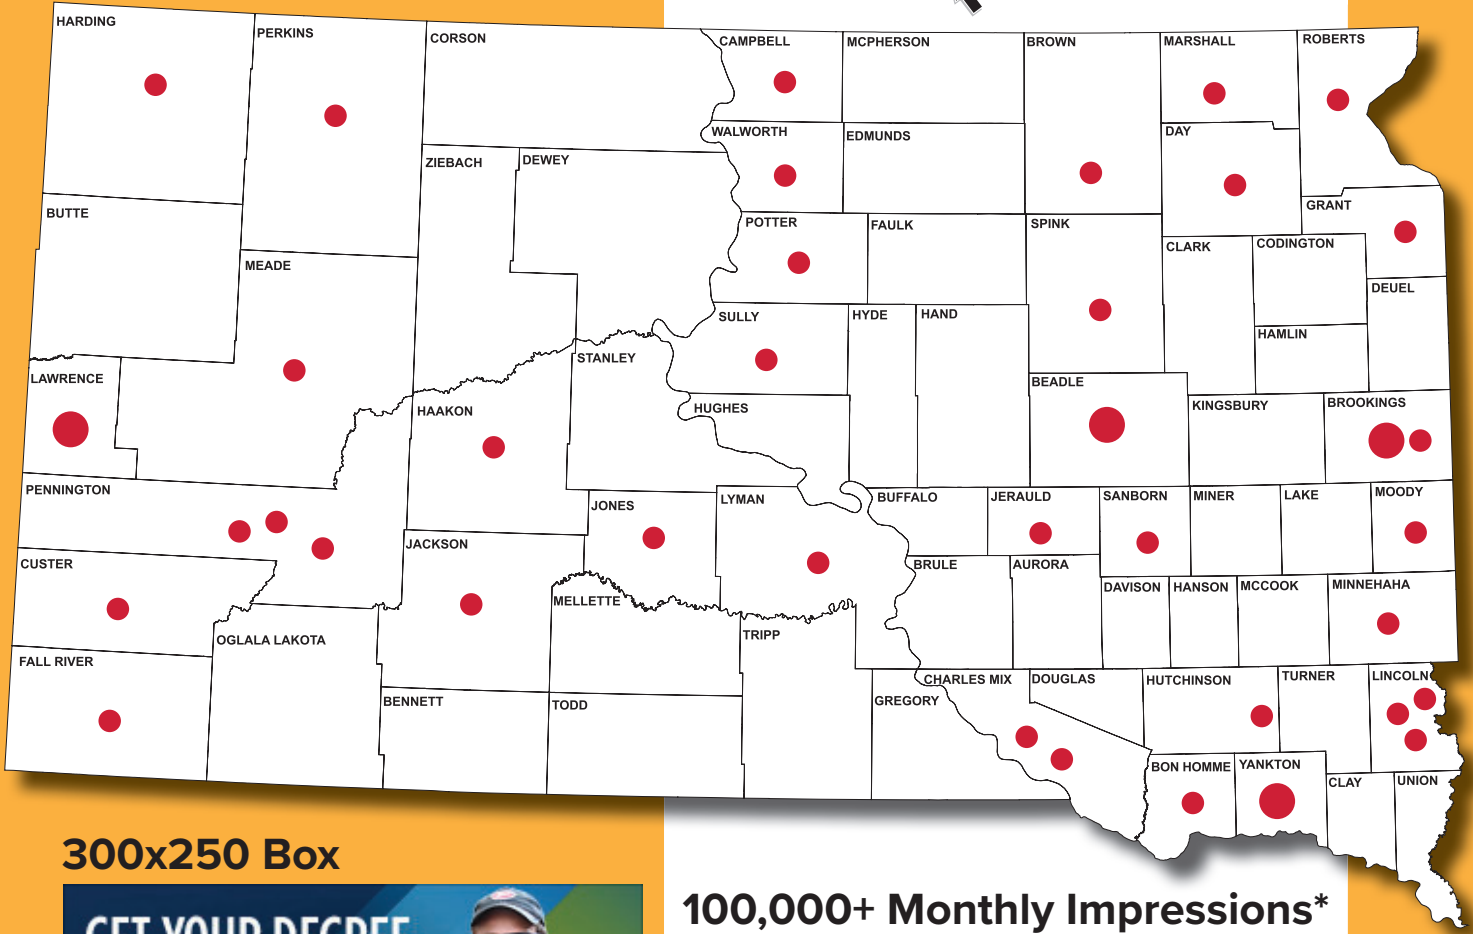 HARDING
PERKINS
CORSON
CAMPBELL
MCPHERSON
BROWN
MARSHALL
ROBERTS
WALWORTH
EDMUNDS
DAY
ZIEBACH
DEWEY
BUTTE
POTTER
FAULK
SPINK
GRANT
CLARK
CODINGTON
MEADE
DEUEL
SULLY
HYDE
HAND
HAMLIN
STANLEY
LAWRENCE
BEADLE
HAAKON
HUGHES
KINGSBURY
BROOKINGS
PENNINGTON
JONES
LYMAN
BUFFALO
JERAULD
SANBORN
MINER
LAKE
MOODY
JACKSON
CUSTER
BRULE
AURORA
MELLETTE
DAVISON
HANSON
MCCOOK
MINNEHAHA
OGLALA LAKOTA
TRIPP
FALL RIVER
CHARLES MIX
DOUGLAS
HUTCHINSON
TURNER
LINCOLN
BENNETT
TODD
GREGORY
BON HOMME
YANKTON
CLAY
UNION
300x250 Box
GET YOUR DEGREE
100,000+ Monthly Impressions*